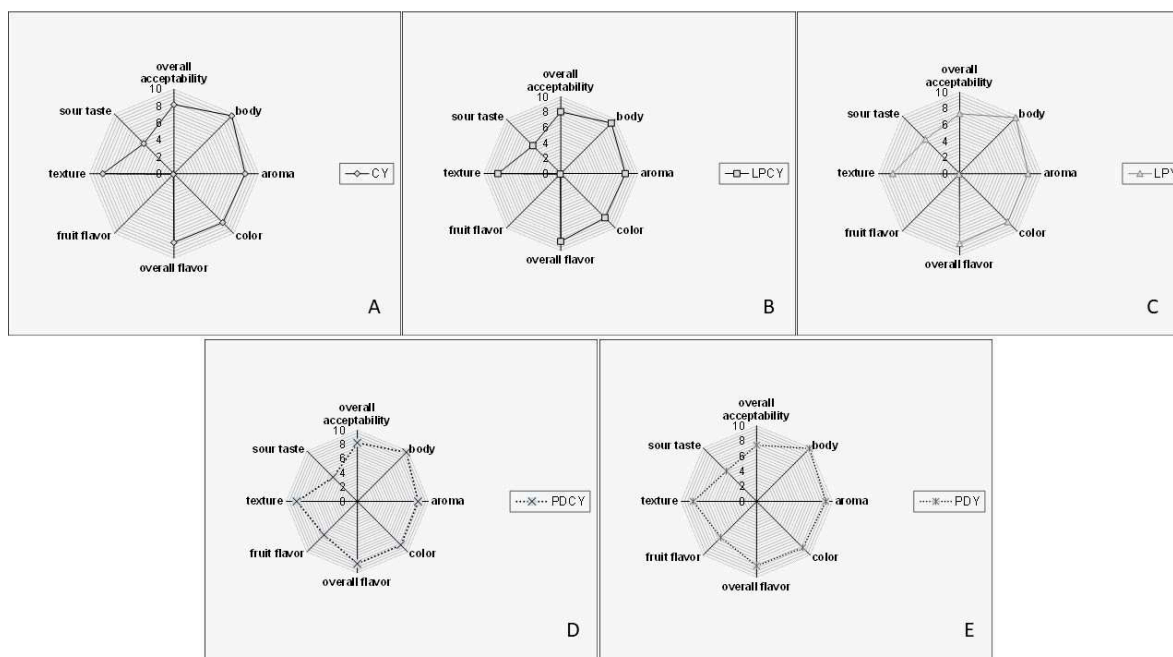 overall
acceptability
10
8
6
4
2
0
sour taste
body
texture
aroma
CY
fruit flavor
color
overall flavor
A
overall
acceptability
10
8
6
4
2
0
sour taste
body
texture
aroma
LPCY
fruit flavor
color
overall flavor
B
overall
acceptability
10
8
6
4
2
0
sour taste
body
texture
aroma
LPY
fruit flavor
color
overall flavor
C
overall
acceptability
10
8
6
4
2
0
sour taste
body
texture
aroma
PDCY
fruit flavor
color
overall flavor
D
overall
acceptability
10
8
6
4
2
0
sour taste
body
texture
aroma
PDY
fruit flavor
color
overall flavor
E